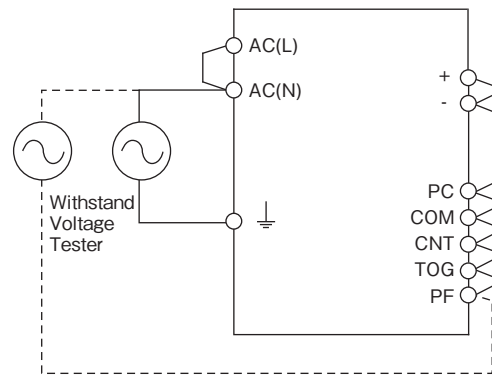 AC(L)
AC(N)
+
-
Withstand
Voltage
Tester
PC
COM
CNT
TOG
PF